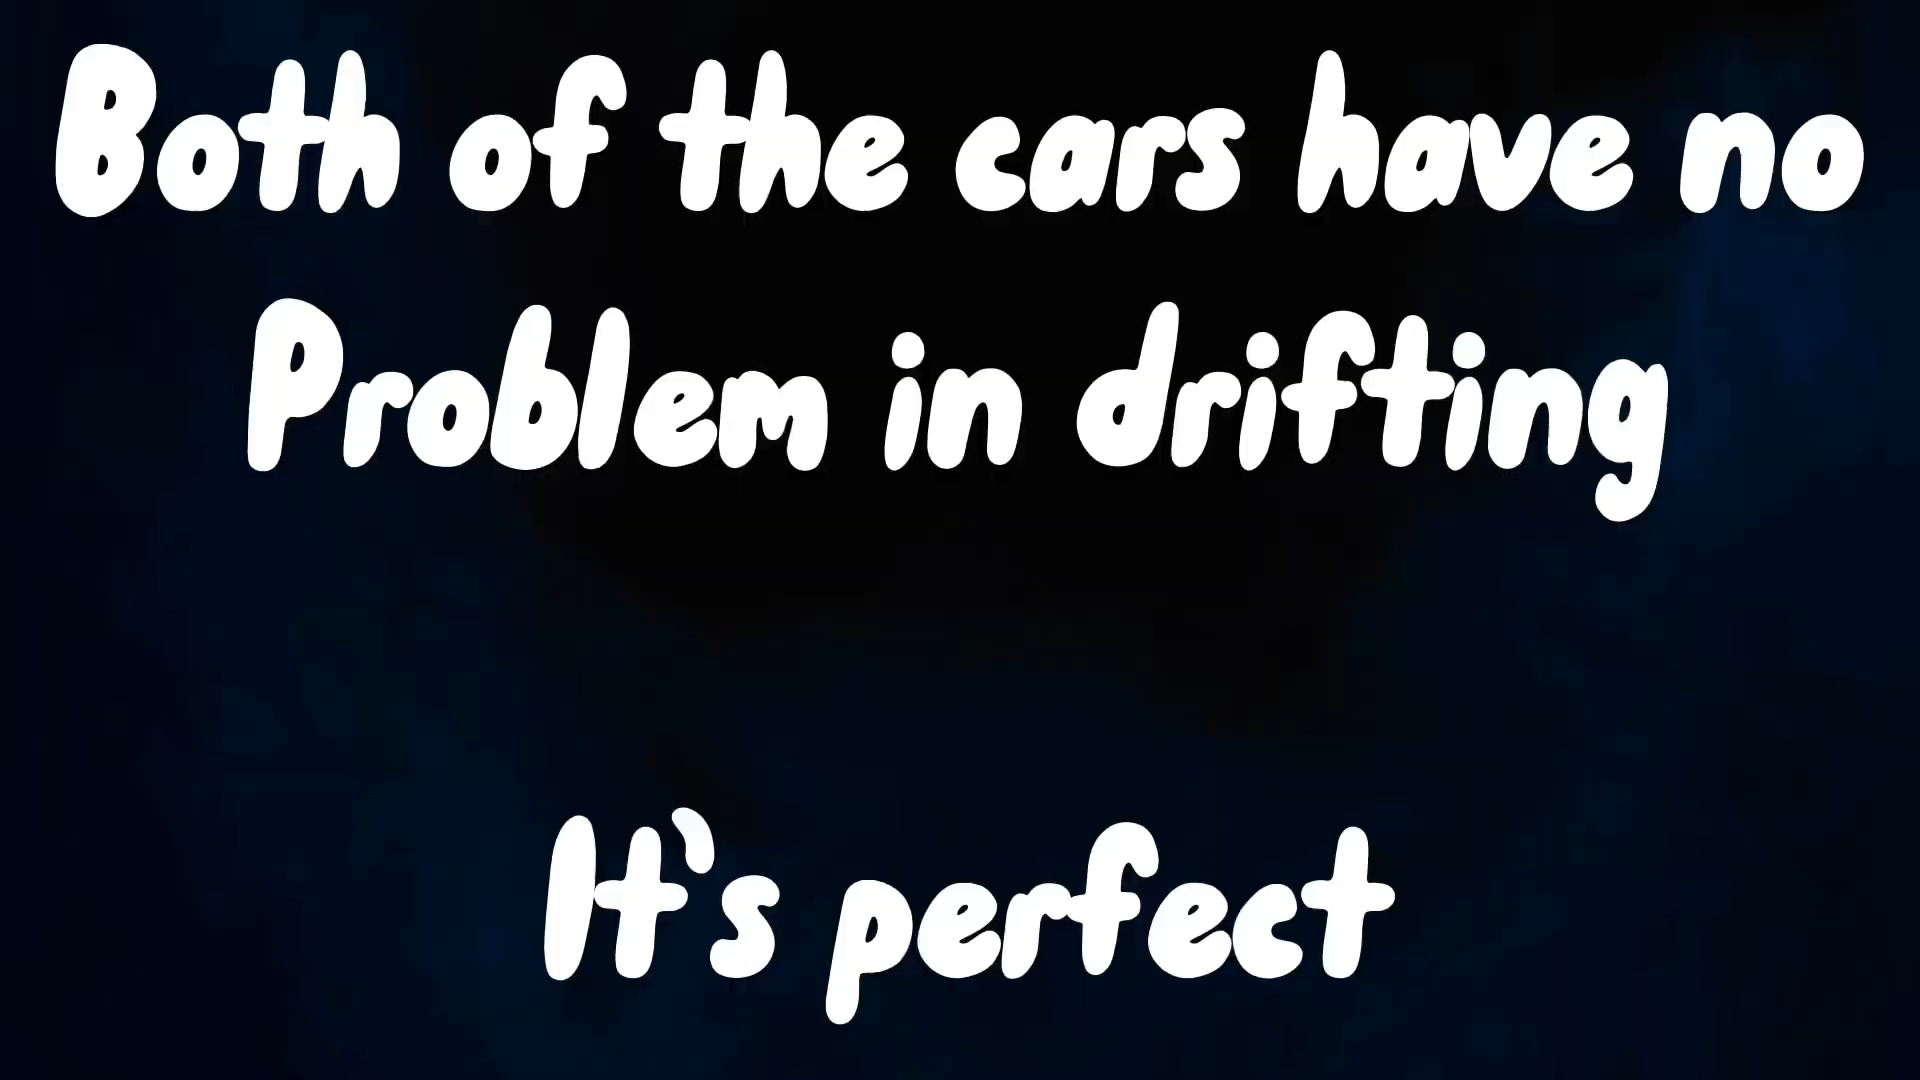 Both of the cars have no
Problem in drifting
It's perfect